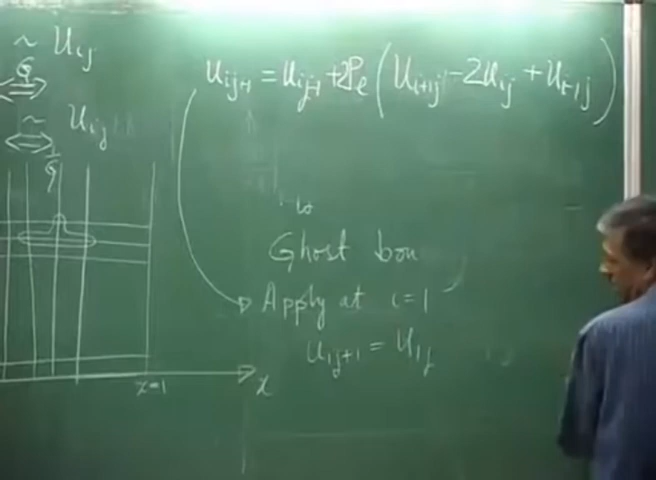 ~ U_ij
u_ij+1 = u_ij-1 + 2P_e ( u_i+1j - 2u_ij + u_i-1j )
~ u_ij
Ghost bou
Apply at i=1
u_1j+1 = u_1j
x=1
x